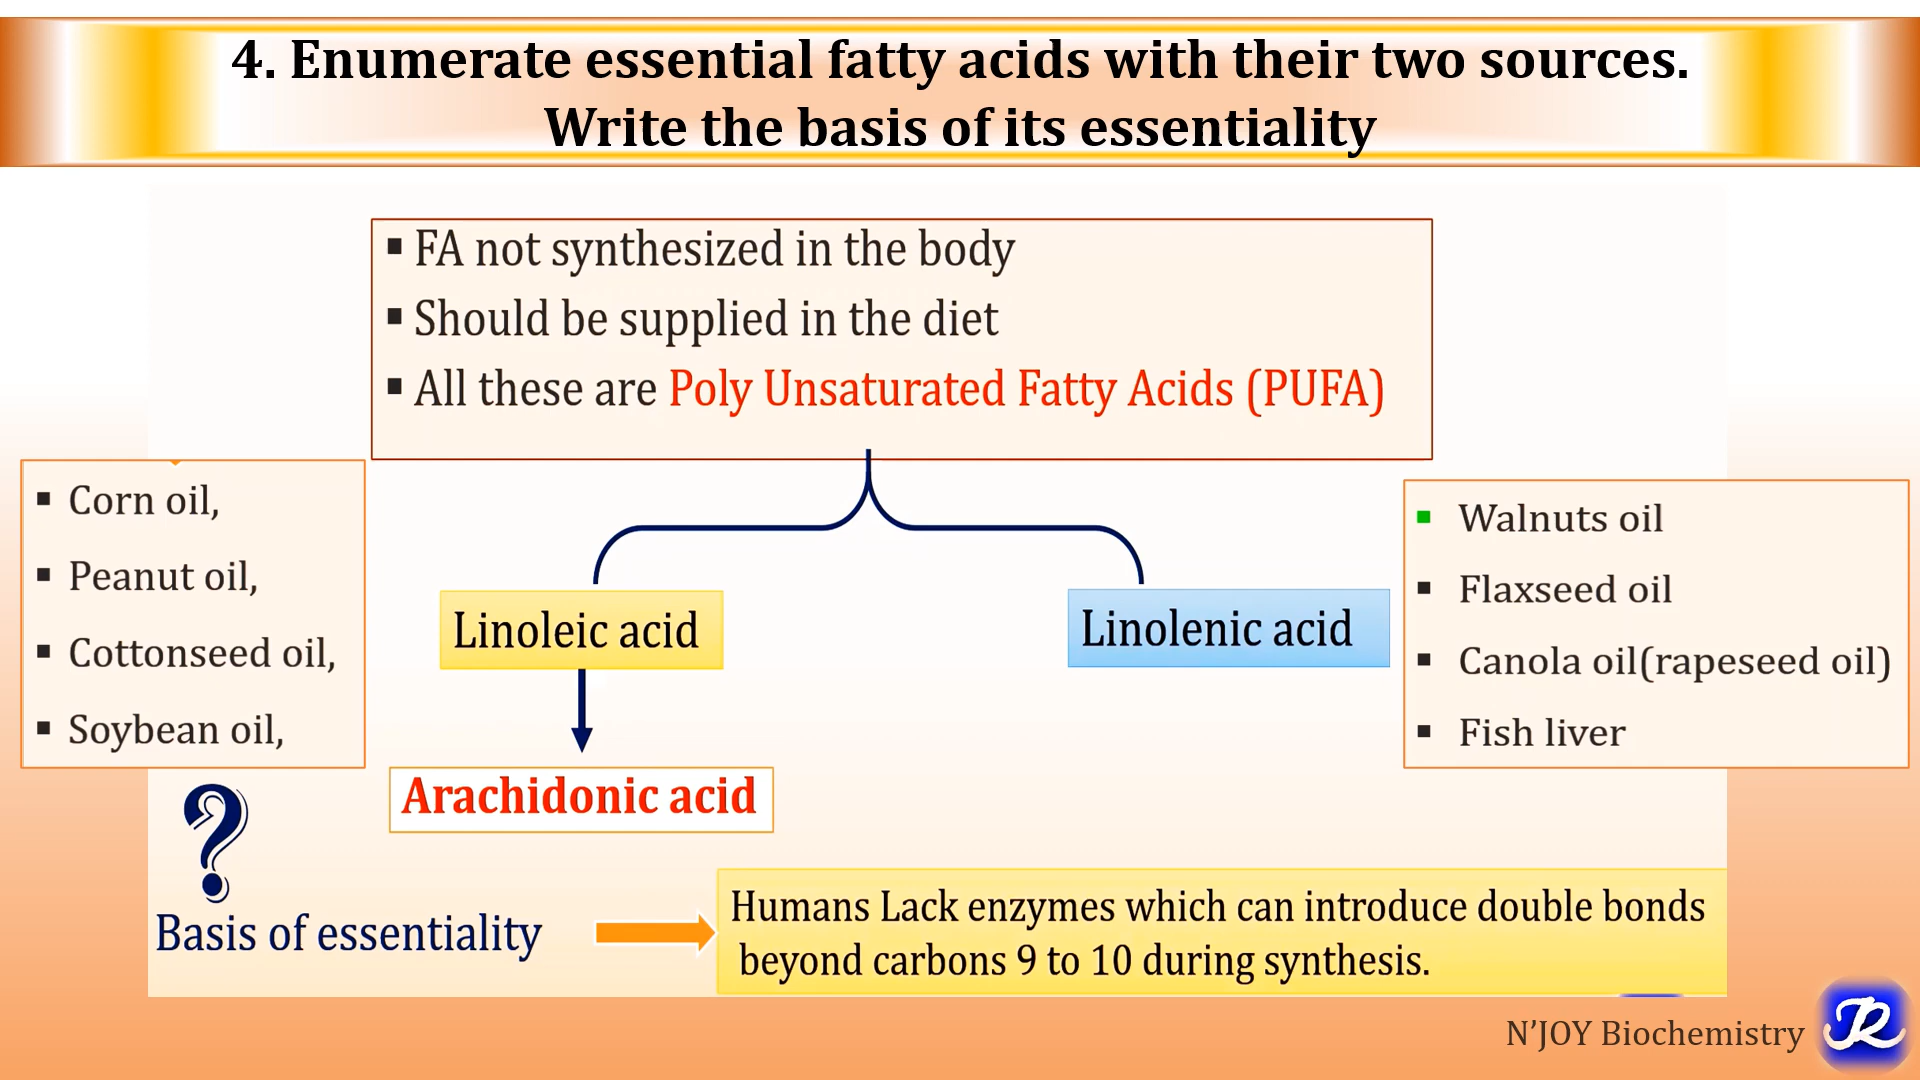 4. Enumerate essential fatty acids with their two sources.
Write the basis of its essentiality
▪ FA not synthesized in the body
▪ Should be supplied in the diet
▪ All these are Poly Unsaturated Fatty Acids (PUFA)
▪ Corn oil,
▪ Peanut oil,
▪ Cottonseed oil,
▪ Soybean oil,
Linoleic acid
Linolenic acid
▪ Walnuts oil
▪ Flaxseed oil
▪ Canola oil(rapeseed oil)
▪ Fish liver
Arachidonic acid
?
Basis of essentiality
Humans Lack enzymes which can introduce double bonds
beyond carbons 9 to 10 during synthesis.
N'JOY Biochemistry
JR